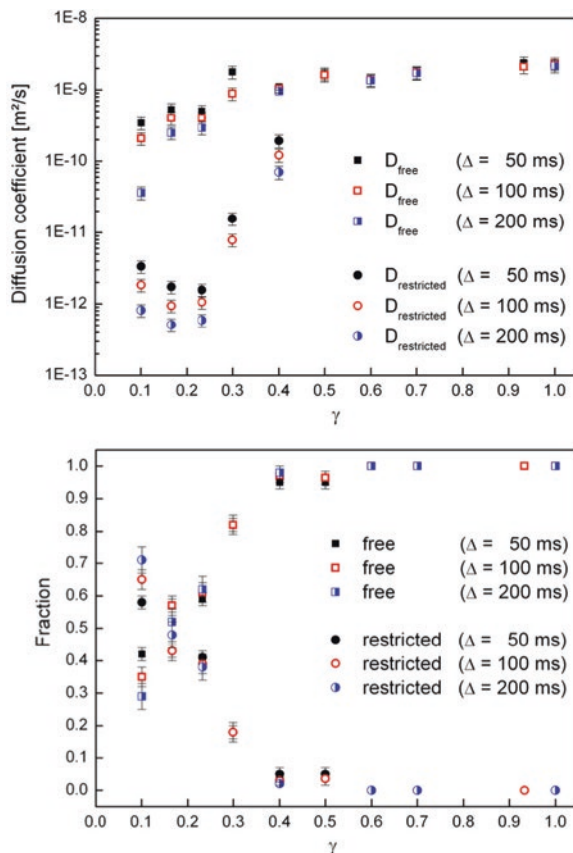 1E-8
1E-9
1E-10
1E-11
1E-12
1E-13
Diffusion coefficient [m²/s]
D_free (Δ = 50 ms)
D_free (Δ = 100 ms)
D_free (Δ = 200 ms)
D_restricted (Δ = 50 ms)
D_restricted (Δ = 100 ms)
D_restricted (Δ = 200 ms)
0.0 0.1 0.2 0.3 0.4 0.5 0.6 0.7 0.8 0.9 1.0
γ
1.0
0.9
0.8
0.7
0.6
0.5
0.4
0.3
0.2
0.1
0.0
Fraction
free (Δ = 50 ms)
free (Δ = 100 ms)
free (Δ = 200 ms)
restricted (Δ = 50 ms)
restricted (Δ = 100 ms)
restricted (Δ = 200 ms)
0.0 0.1 0.2 0.3 0.4 0.5 0.6 0.7 0.8 0.9 1.0
γ